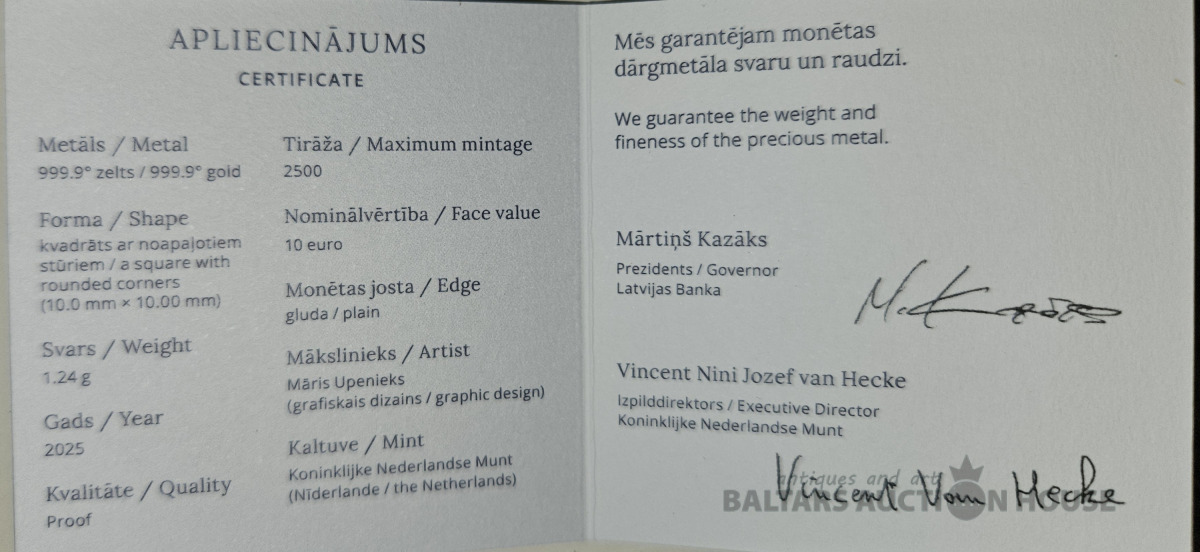 APLIECINĀJUMS
CERTIFICATE
Metāls / Metal
999.9° zelts / 999.9° gold
Forma / Shape
kvadrāts ar noapaļotiem
stūriem / a square with
rounded corners
(10.0 mm × 10.00 mm)
Svars / Weight
1.24 g
Gads / Year
2025
Kvalitāte / Quality
Proof
Tirāža / Maximum mintage
2500
Nominālvērtība / Face value
10 euro
Monētas josta / Edge
gluda / plain
Mākslinieks / Artist
Māris Upenieks
(grafiskais dizains / graphic design)
Kaltuve / Mint
Koninklijke Nederlandse Munt
(Nīderlande / the Netherlands)
Mēs garantējam monētas
dārgmetāla svaru un raudzi.
We guarantee the weight and
fineness of the precious metal.
Mārtiņš Kazāks
Prezidents / Governor
Latvijas Banka
Vincent Nini Jozef van Hecke
Izpilddirektors / Executive Director
Koninklijke Nederlandse Munt
Vincent Van Hecke
antiques and art
BALTARS AUCTION HOUSE